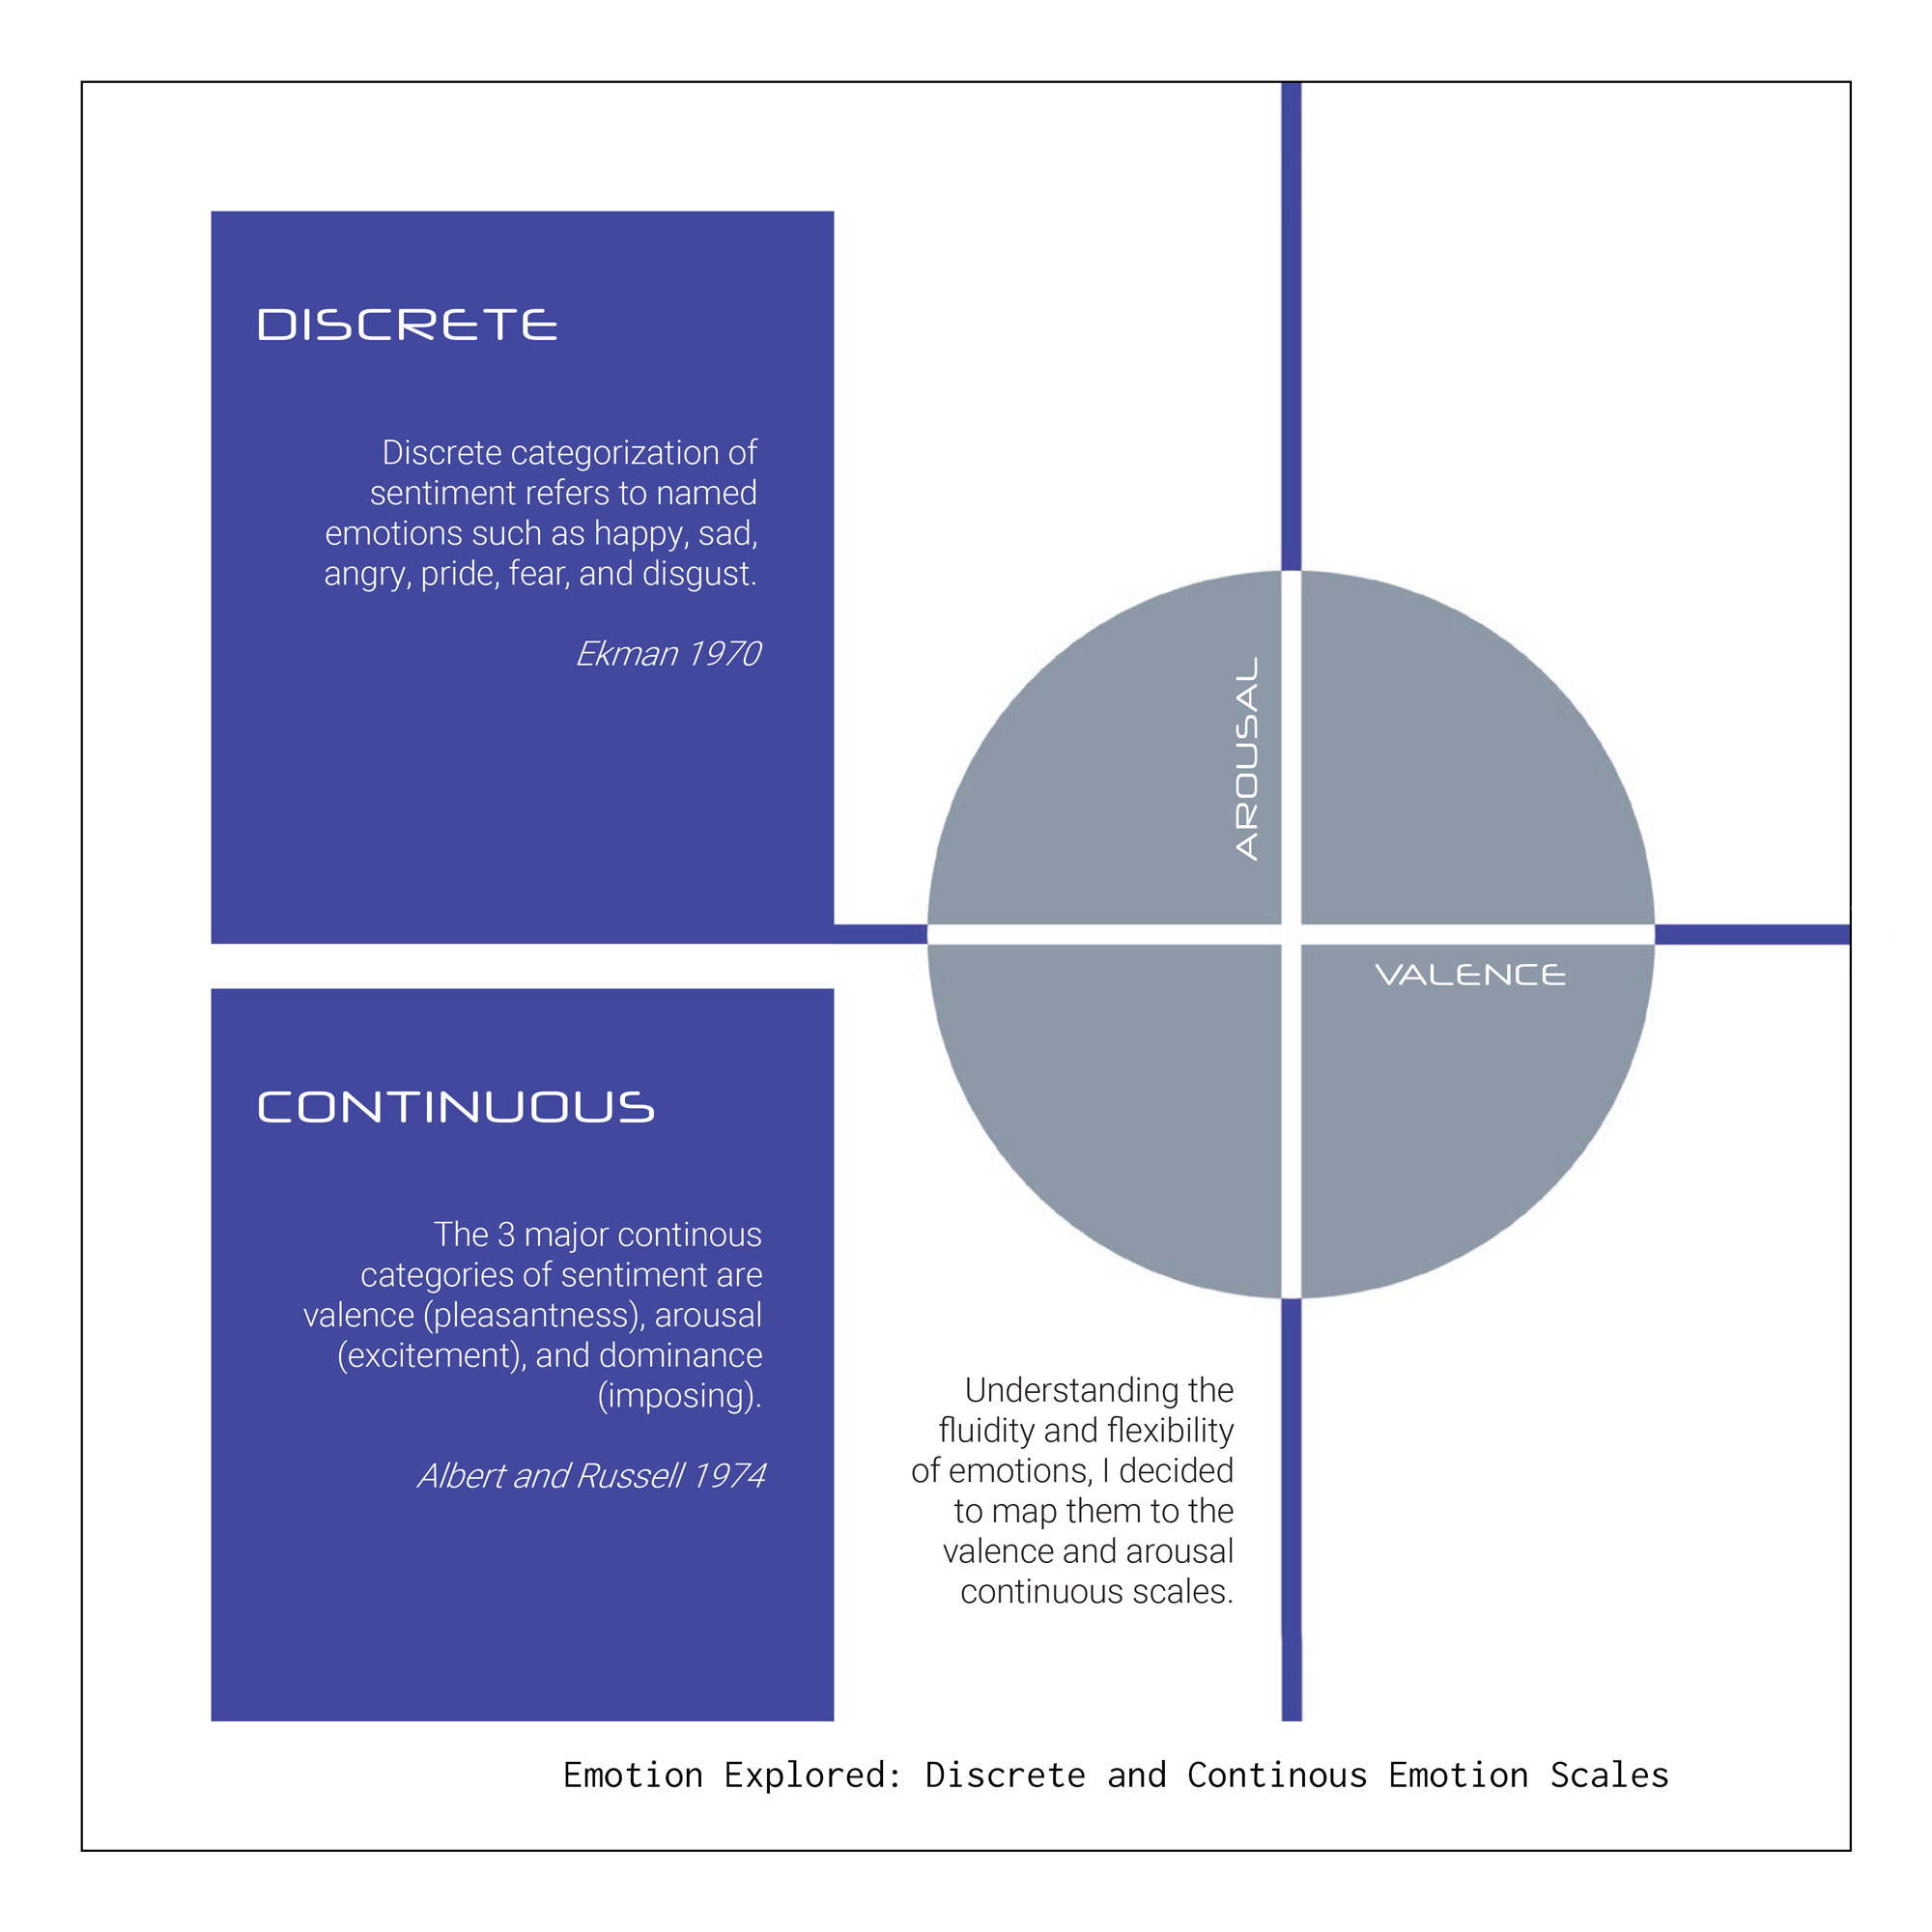 DISCRETE
Discrete categorization of
sentiment refers to named
emotions such as happy, sad,
angry, pride, fear, and disgust.
Ekman 1970
AROUSAL
VALENCE
CONTINUOUS
The 3 major continous
categories of sentiment are
valence (pleasantness), arousal
(excitement), and dominance
(imposing).
Albert and Russell 1974
Understanding the
fluidity and flexibility
of emotions, I decided
to map them to the
valence and arousal
continuous scales.
Emotion Explored: Discrete and Continous Emotion Scales